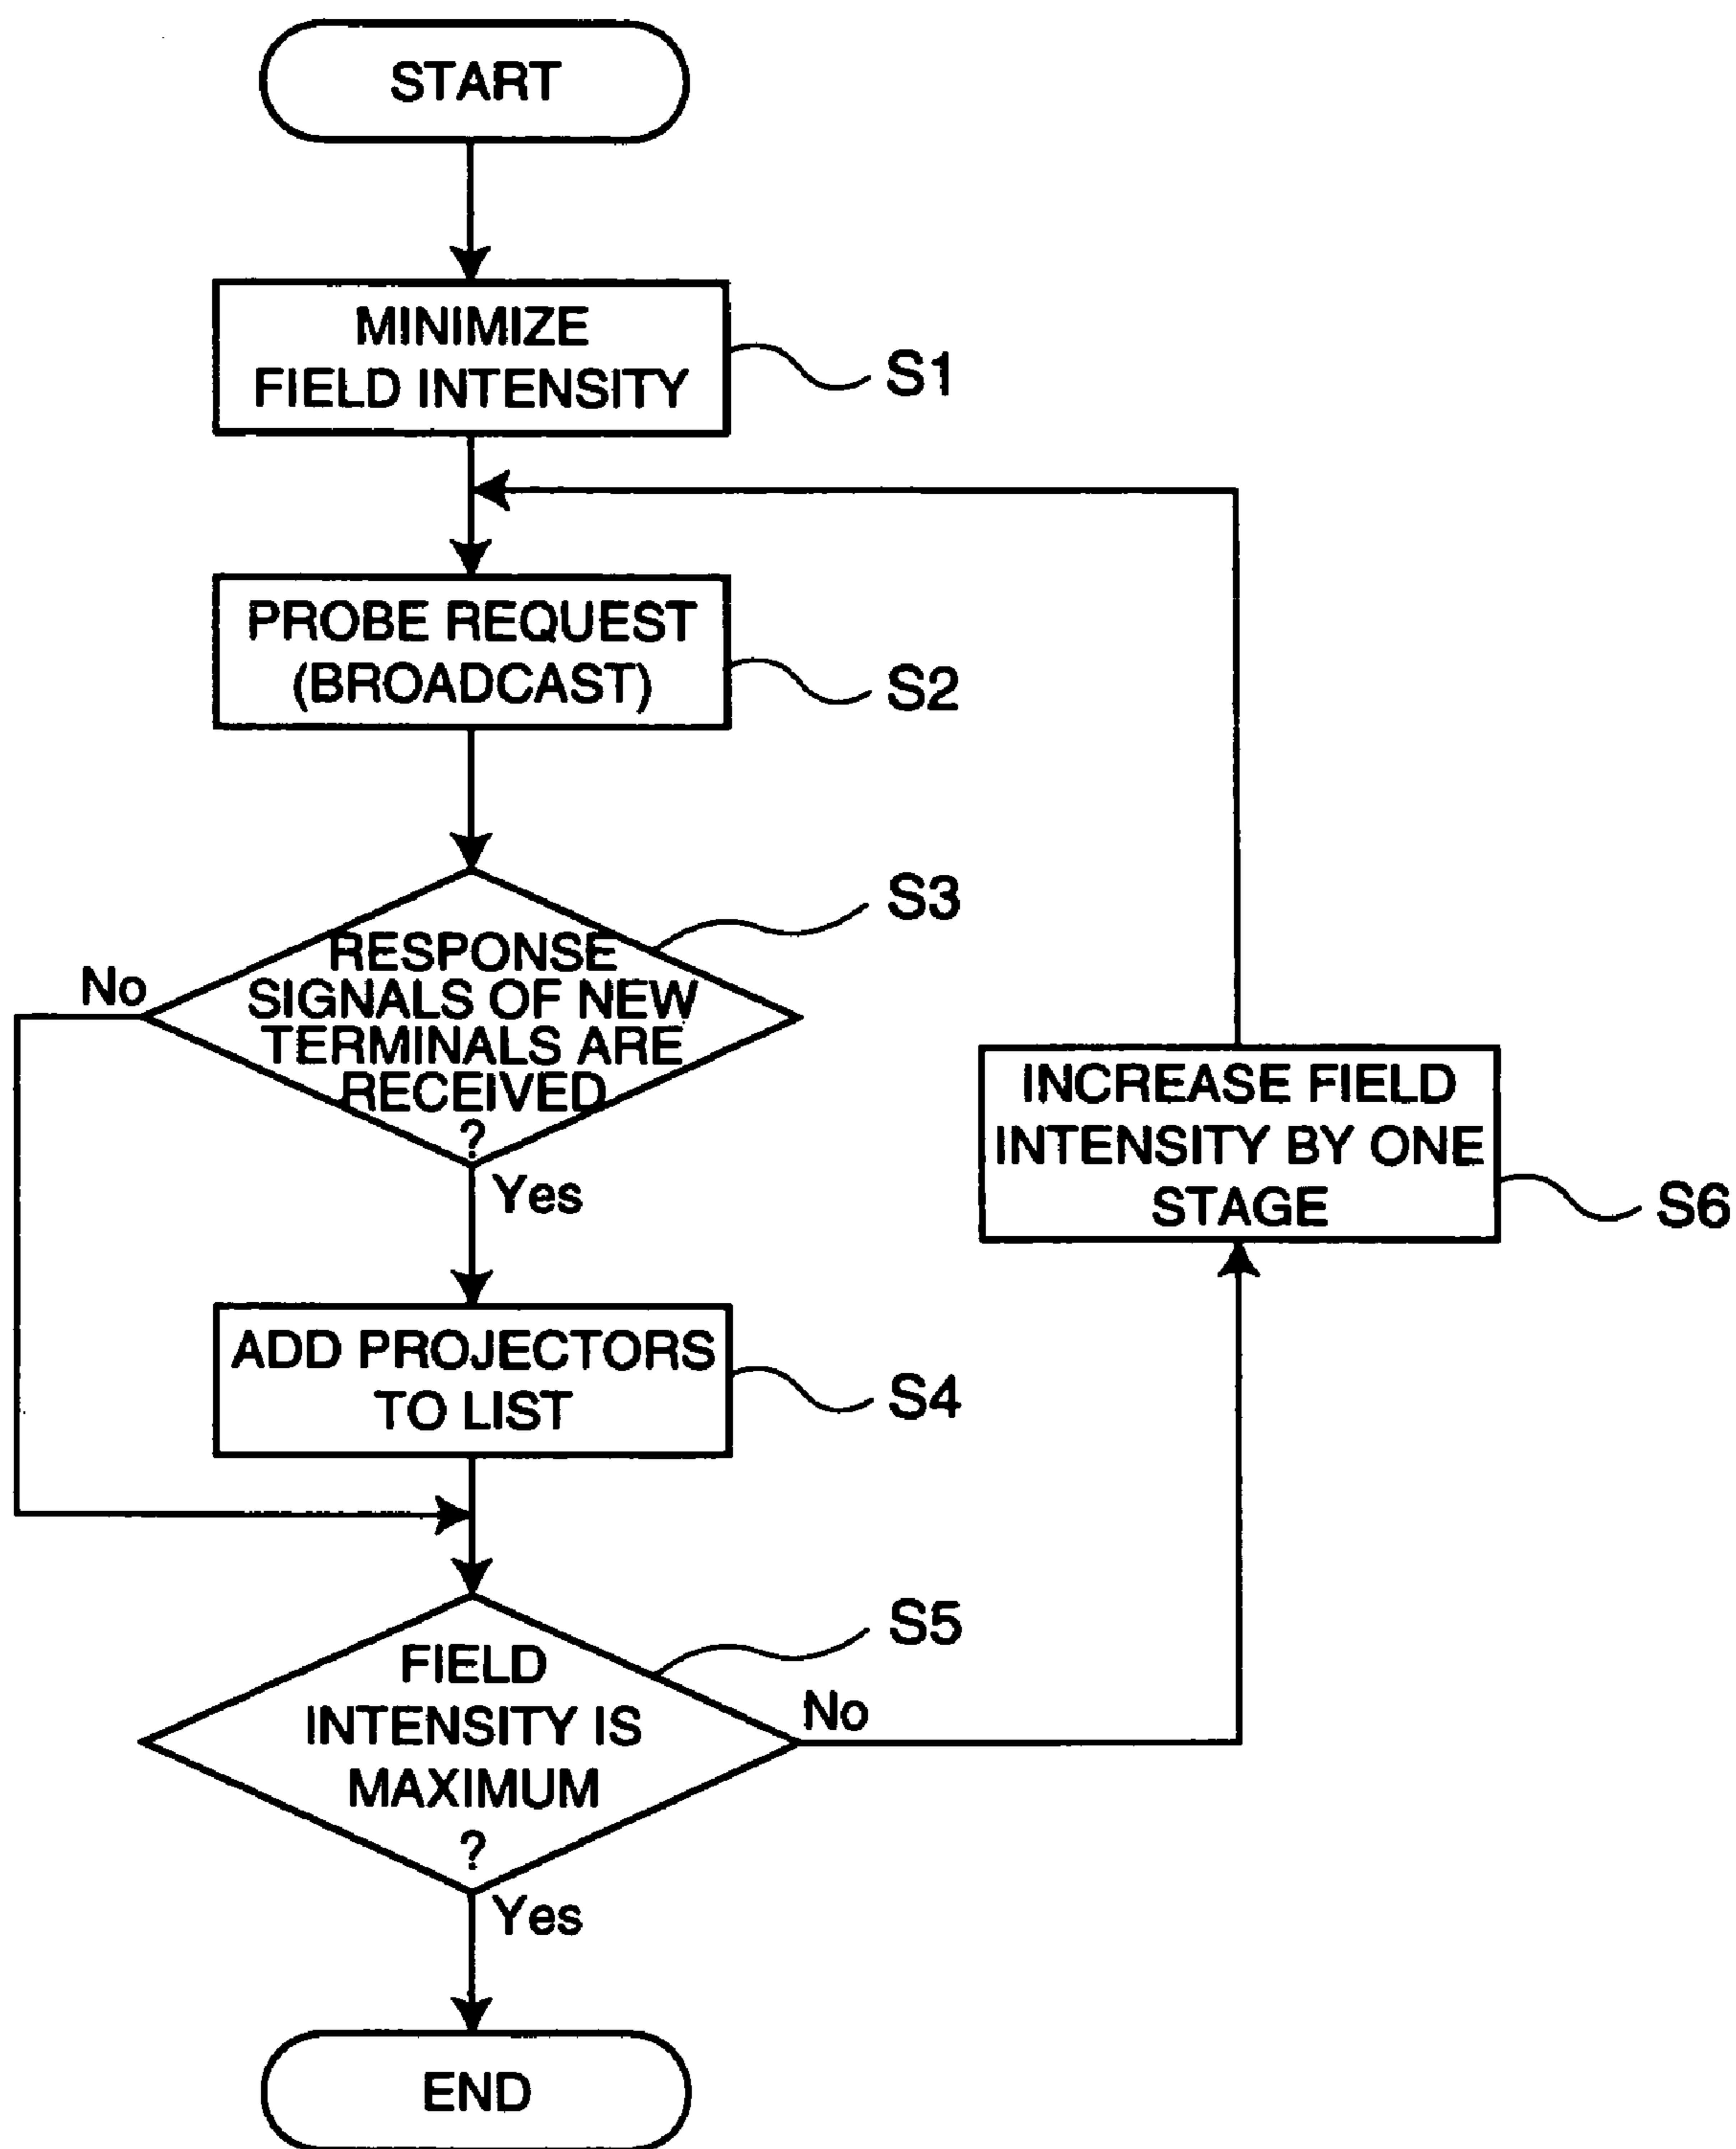 START
MINIMIZE
FIELD INTENSITY
S1
PROBE REQUEST
(BROADCAST)
S2
S3
RESPONSE
SIGNALS OF NEW
TERMINALS ARE
RECEIVED
?
No
Yes
INCREASE FIELD
INTENSITY BY ONE
STAGE
S6
ADD PROJECTORS
TO LIST
S4
S5
FIELD
INTENSITY IS
MAXIMUM
?
No
Yes
END